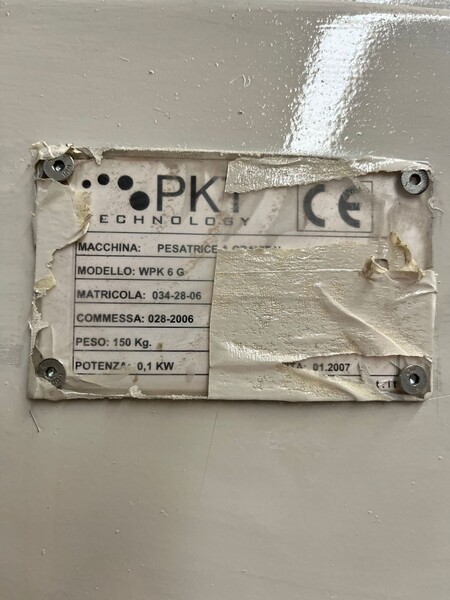 PKT
ECHNOLOGY
CE
MACCHINA: PESATRICE
MODELLO: WPK 6 G
MATRICOLA: 034-28-06
COMMESSA: 028-2006
PESO: 150 Kg.
POTENZA: 0,1 KW 01.2007